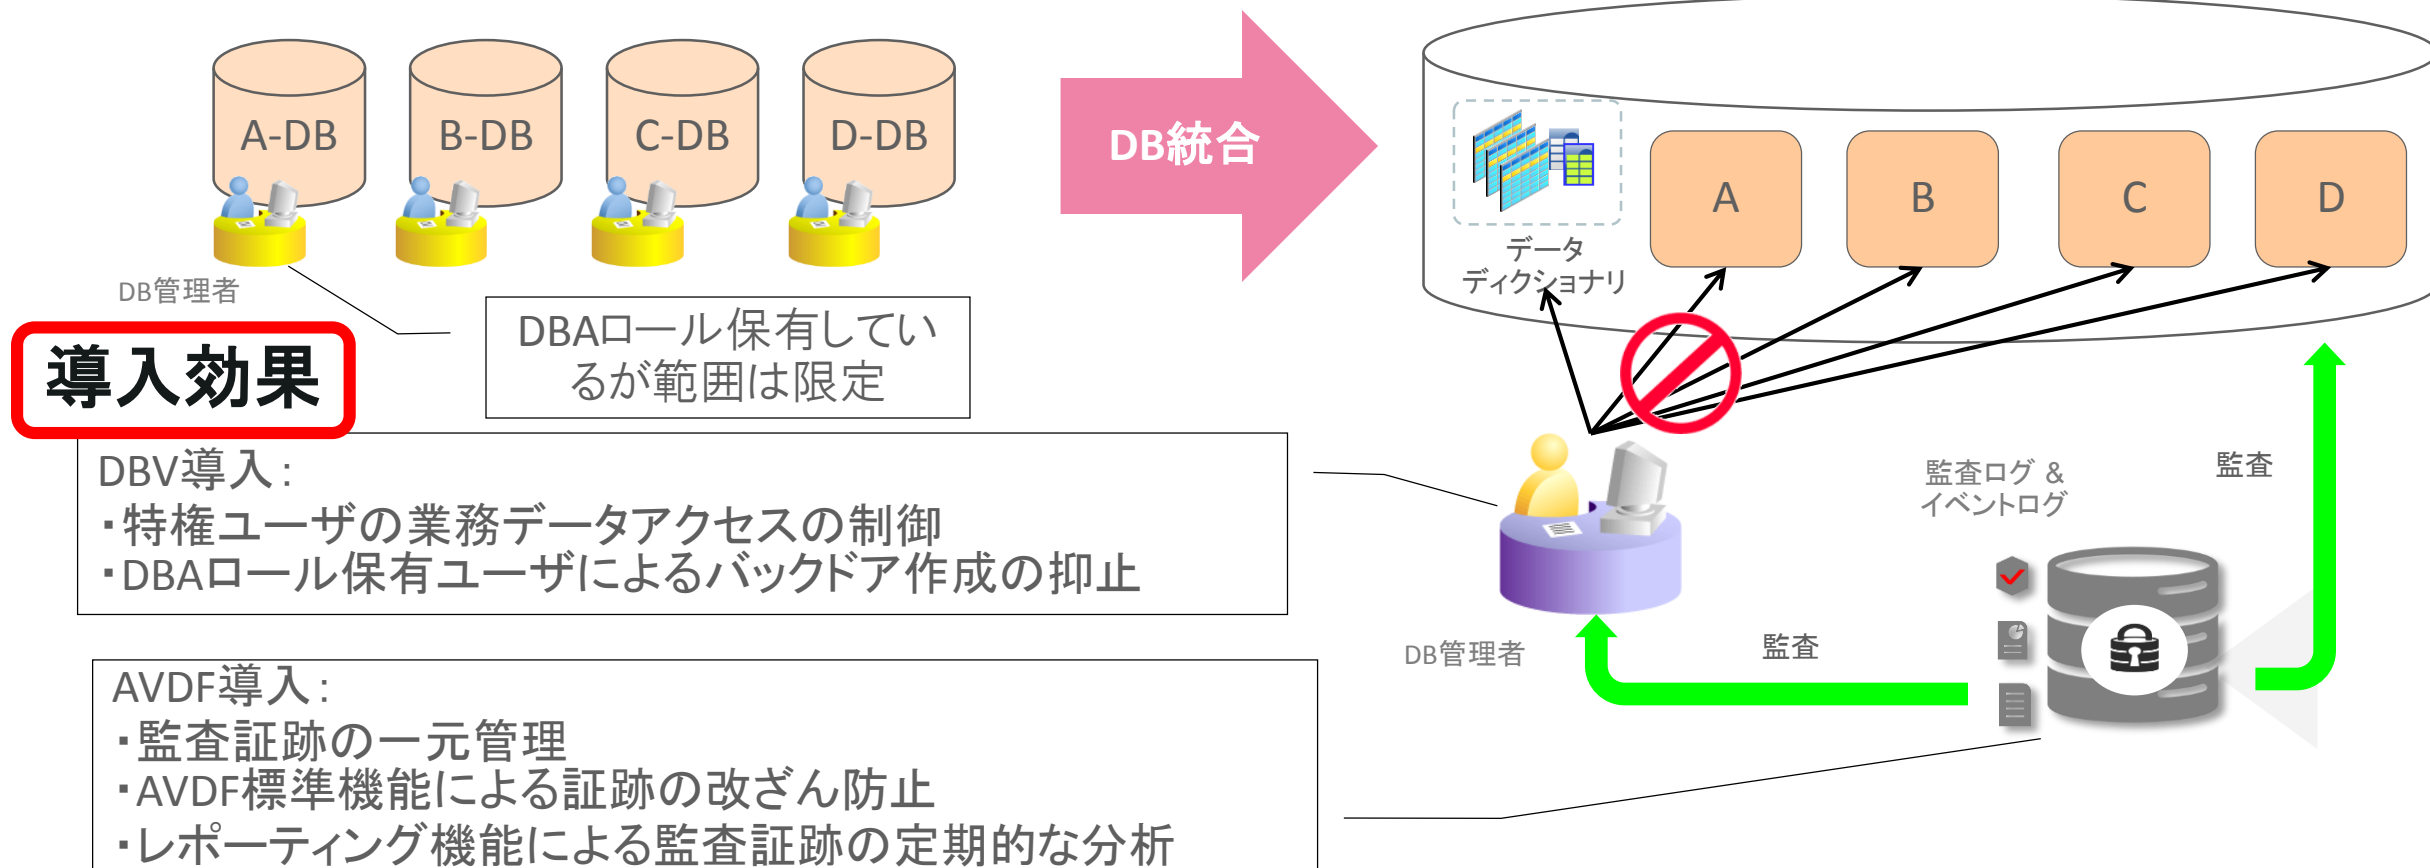 A-DB
B-DB
C-DB
D-DB
DB管理者
DBAロール保有してい
るが範囲は限定
DB統合
データ
ディクショナリ
A
B
C
D
導入効果
DBV導入：
・特権ユーザの業務データアクセスの制御
・DBAロール保有ユーザによるバックドア作成の抑止
DB管理者
監査ログ ＆
イベントログ
監査
監査
AVDF導入：
・監査証跡の一元管理
・AVDF標準機能による証跡の改ざん防止
・レポーティング機能による監査証跡の定期的な分析